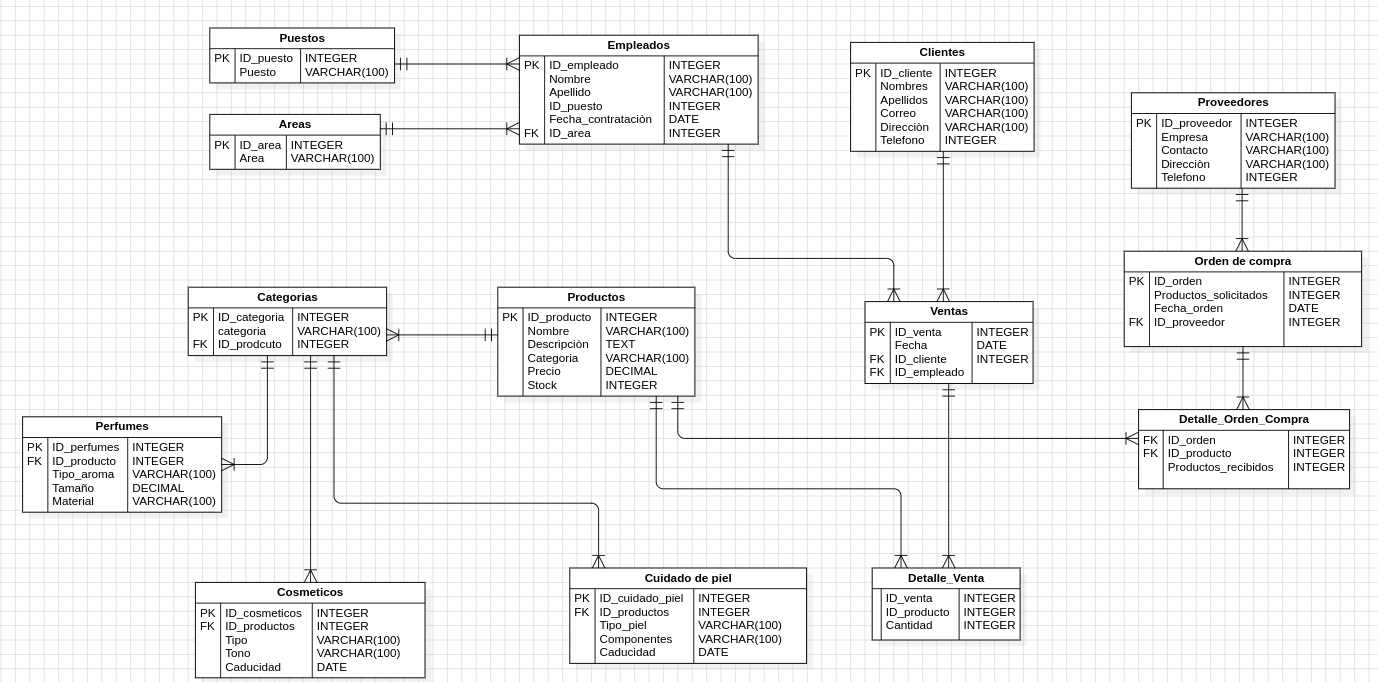 Puestos
PK ID_puesto INTEGER
Puesto VARCHAR(100)
Areas
PK ID_area INTEGER
Area VARCHAR(100)
Empleados
PK ID_empleado INTEGER
Nombre VARCHAR(100)
Apellido VARCHAR(100)
ID_puesto INTEGER
Fecha_contrataciòn DATE
FK ID_area INTEGER
Clientes
PK ID_cliente INTEGER
Nombres VARCHAR(100)
Apellidos VARCHAR(100)
Correo VARCHAR(100)
Direcciòn VARCHAR(100)
Telefono INTEGER
Proveedores
PK ID_proveedor INTEGER
Empresa VARCHAR(100)
Contacto VARCHAR(100)
Direcciòn VARCHAR(100)
Telefono INTEGER
Orden de compra
PK ID_orden INTEGER
Productos_solicitados INTEGER
Fecha_orden DATE
FK ID_proveedor INTEGER
Categorias
PK ID_categoria INTEGER
categoria VARCHAR(100)
FK ID_prodcuto INTEGER
Productos
PK ID_producto INTEGER
Nombre VARCHAR(100)
Descripciòn TEXT
Categoria VARCHAR(100)
Precio DECIMAL
Stock INTEGER
Ventas
PK ID_venta INTEGER
Fecha DATE
FK ID_cliente INTEGER
FK ID_empleado
Detalle_Orden_Compra
FK ID_orden INTEGER
FK ID_producto INTEGER
Productos_recibidos INTEGER
Perfumes
PK ID_perfumes INTEGER
FK ID_producto INTEGER
Tipo_aroma VARCHAR(100)
Tamaño DECIMAL
Material VARCHAR(100)
Cosmeticos
PK ID_cosmeticos INTEGER
FK ID_productos INTEGER
Tipo VARCHAR(100)
Tono VARCHAR(100)
Caducidad DATE
Cuidado de piel
PK ID_cuidado_piel INTEGER
FK ID_productos INTEGER
Tipo_piel VARCHAR(100)
Componentes VARCHAR(100)
Caducidad DATE
Detalle_Venta
ID_venta INTEGER
ID_producto INTEGER
Cantidad INTEGER